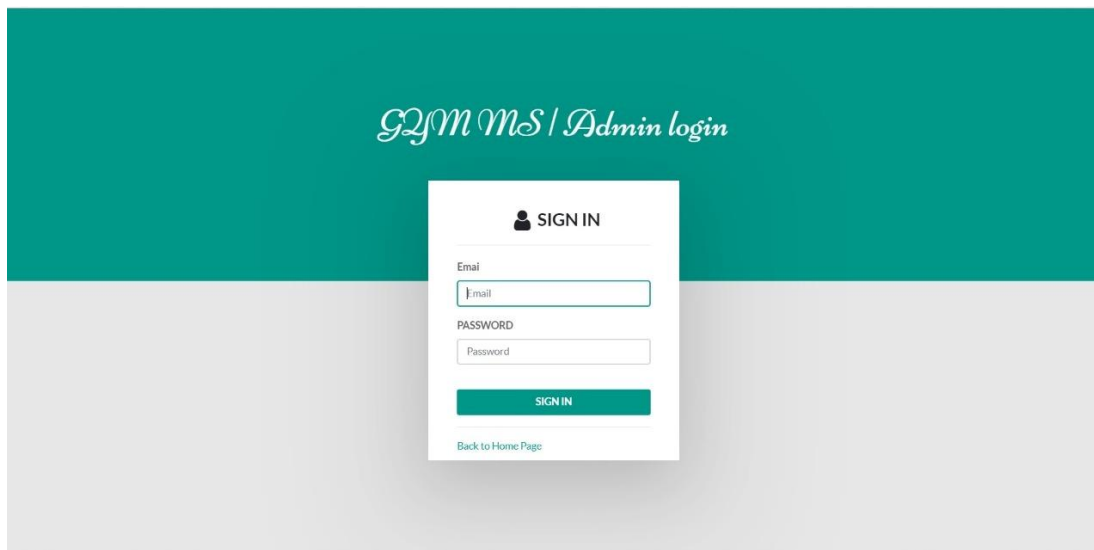 GYM MS | Admin login
SIGN IN
Emai
Email
PASSWORD
Password
SIGN IN
Back to Home Page